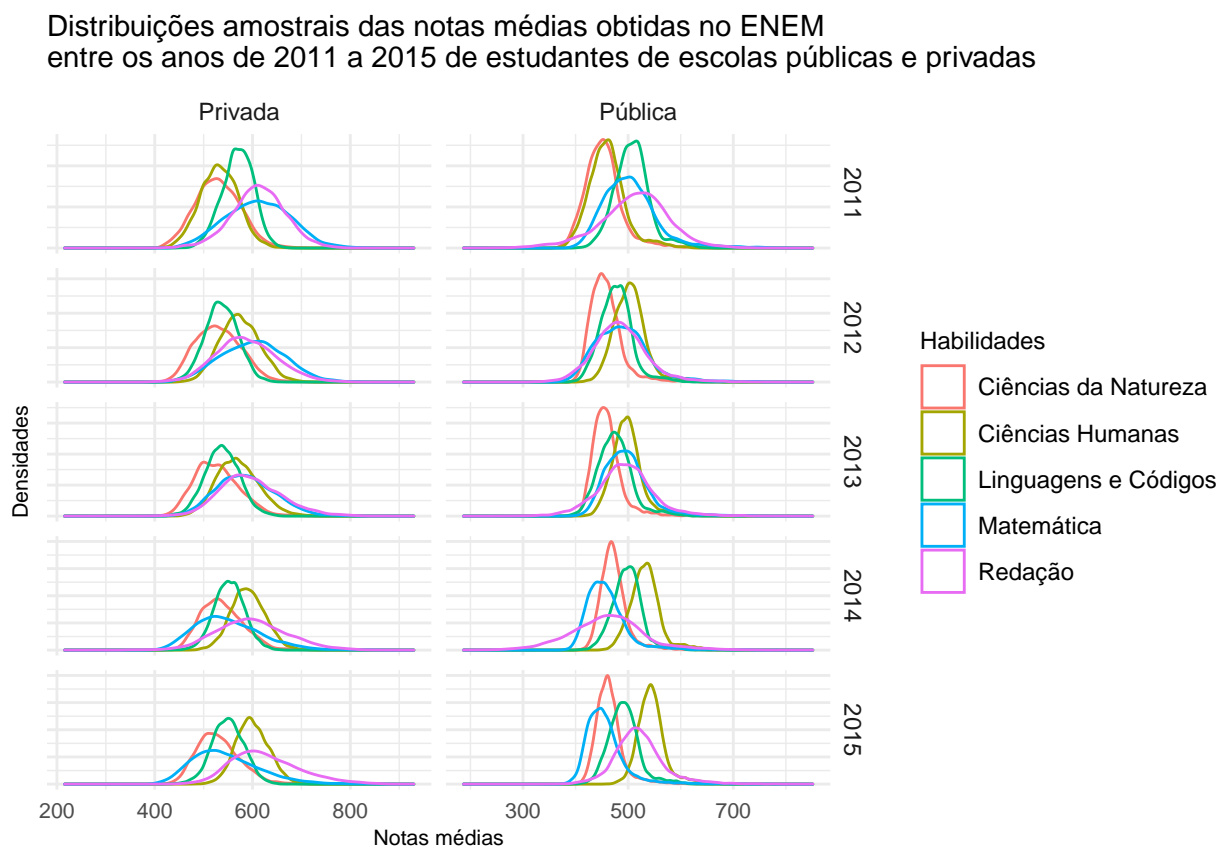 Distribuições amostrais das notas médias obtidas no ENEM
entre os anos de 2011 a 2015 de estudantes de escolas públicas e privadas
Privada
Pública
2011
2012
2013
2014
2015
Densidades
200
400
600
800
300
500
700
Notas médias
Habilidades
Ciências da Natureza
Ciências Humanas
Linguagens e Códigos
Matemática
Redação